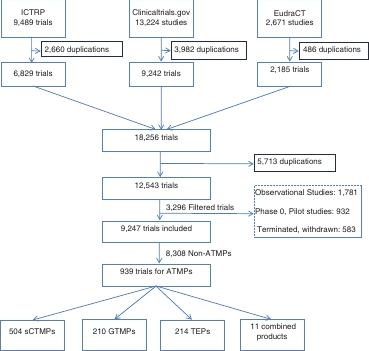 ICTRP
9,489 trials
Clinicaltrials.gov
13,224 studies
EudraCT
2,671 studies
2,660 duplications
3,982 duplications
486 duplications
6,829 trials
9,242 trials
2,185 trials
18,256 trials
5,713 duplications
12,543 trials
3,296 Filtered trials
Observational Studies: 1,781
Phase 0, Pilot studies: 932
Terminated, withdrawn: 583
9,247 trials included
8,308 Non-ATMPs
939 trials for ATMPs
504 sCTMPs
210 GTMPs
214 TEPs
11 combined
products